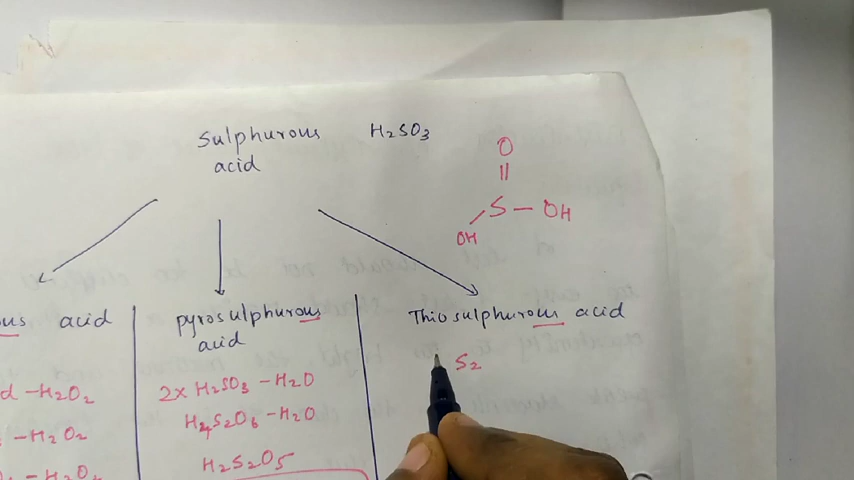 Sulphurous H₂SO₃
acid
O
||
S – OH
OH
ous acid
d – H₂O₂
– H₂O₂
pyrosulphurous
acid
2x H₂SO₃ – H₂O
H₄S₂O₆ – H₂O
H₂S₂O₅
Thiosulphurous acid
S₂